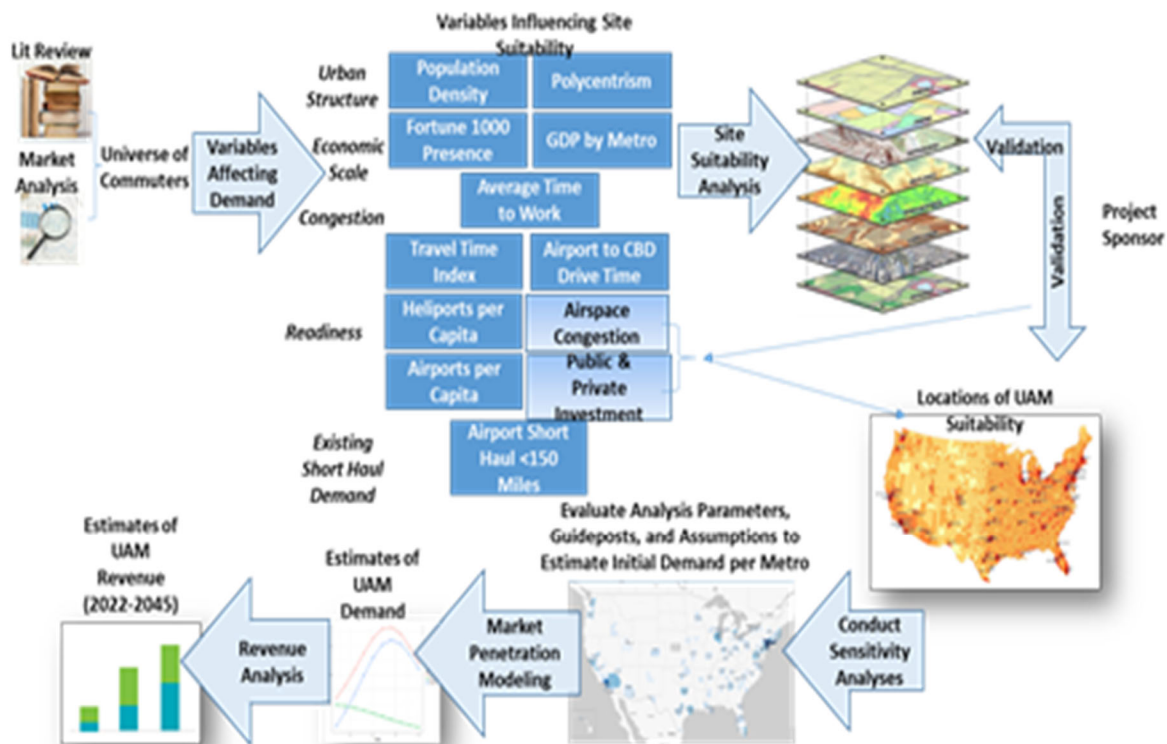 Variables Influencing Site
Suitability
Lit Review
Market
Analysis
Universe of
Commuters
Variables
Affecting
Demand
Urban
Structure
Population
Density
Polycentrism
Economic
Scale
Fortune 1000
Presence
GDP by Metro
Congestion
Average Time
to Work
Travel Time
Index
Airport to CBD
Drive Time
Readiness
Heliports per
Capita
Airspace
Congestion
Airports per
Capita
Public &
Private
Investment
Existing
Short Haul
Demand
Airport Short
Haul <150
Miles
Site
Suitability
Analysis
Validation
Validation
Project
Sponsor
Locations of UAM
Suitability
Conduct
Sensitivity
Analyses
Evaluate Analysis Parameters,
Guideposts, and Assumptions to
Estimate Initial Demand per Metro
Market
Penetration
Modeling
Estimates of
UAM
Demand
Revenue
Analysis
Estimates of
UAM
Revenue
(2022-2045)